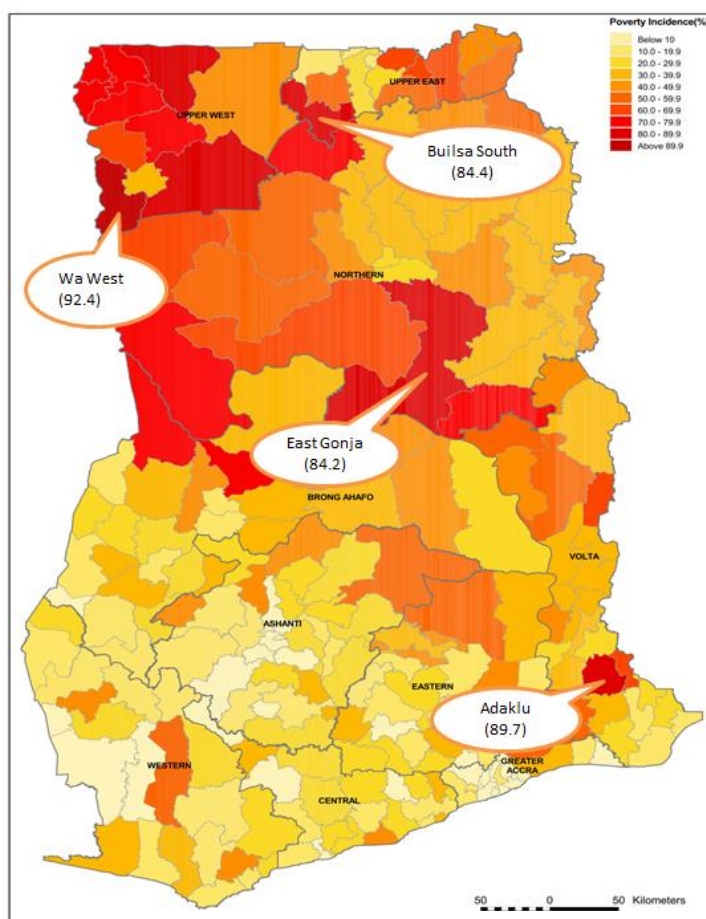 Poverty Incidence(%)
Below 10
10.0 - 19.9
20.0 - 29.9
30.0 - 39.9
40.0 - 49.9
50.0 - 59.9
60.0 - 69.9
70.0 - 79.9
80.0 - 89.9
Above 89.9
UPPER EAST
UPPER WEST
Builsa South
(84.4)
Wa West
(92.4)
NORTHERN
East Gonja
(84.2)
BRONG AHAFO
VOLTA
ASHANTI
EASTERN
Adaklu
(89.7)
WESTERN
GREATER
ACCRA
CENTRAL
50 0 50 Kilometers